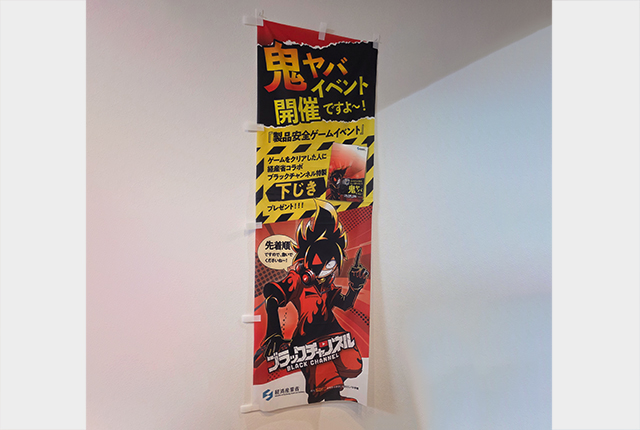 鬼ヤバ
イベント
開催ですよ～！
『製品安全ゲームイベント』
ゲームをクリアした人に
経産省コラボ
ブラックチャンネル特製
下じき
プレゼント！！！
先着順
ですので、急いで
くださいね～！
ブラックチャンネル
BLACK CHANNEL
経済産業省